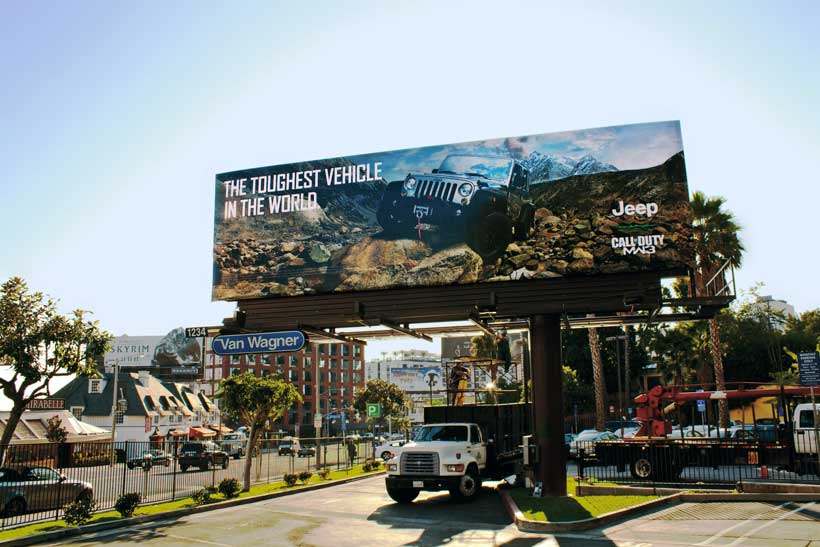 THE TOUGHEST VEHICLE
IN THE WORLD.
Jeep
CALL OF DUTY
MW3
1234
Van Wagner
SKYRIM
MIRABELLE
P